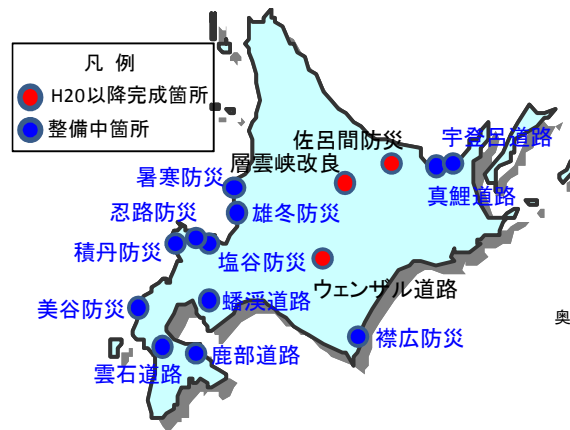 凡 例
H20以降完成箇所
整備中箇所
宇登呂道路
佐呂間防災
層雲峡改良
暑寒防災
真鯉道路
忍路防災
雄冬防災
積丹防災
塩谷防災
ウェンザル道路
美谷防災
蟠渓道路
奥
襟広防災
鹿部道路
雲石道路